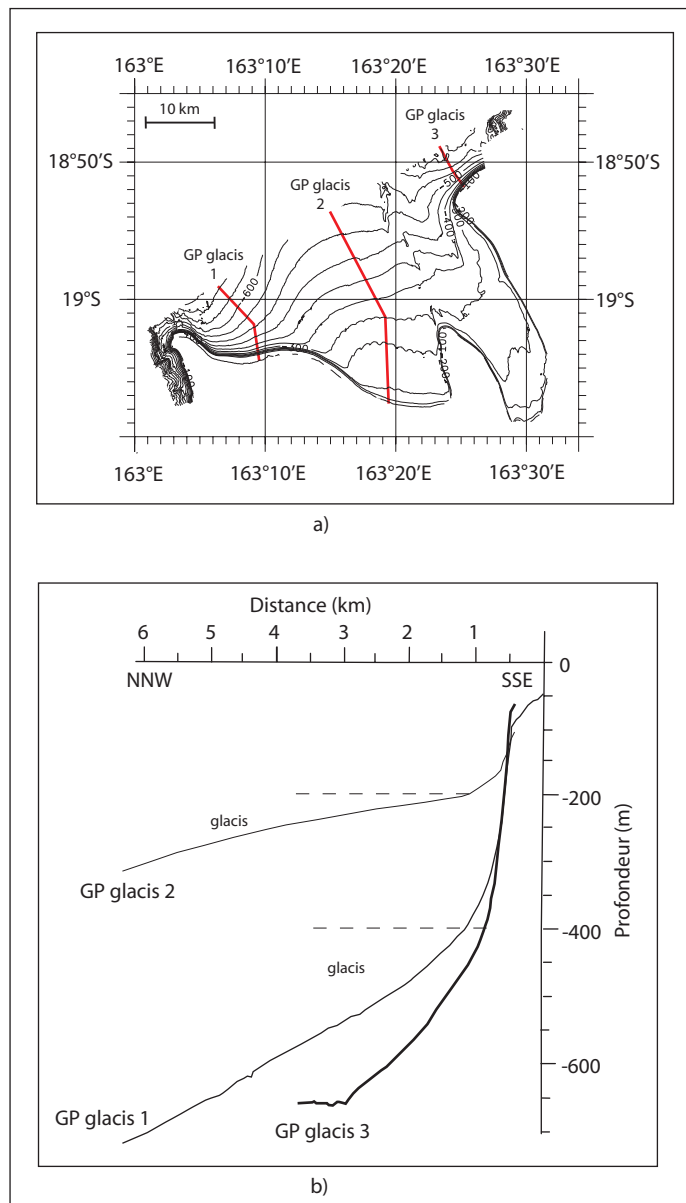 163°E 163°10'E 163°20'E 163°30'E
10 km
GP glacis
3
18°50'S 18°50'S
GP glacis
2
GP glacis
1
19°S 19°S
163°E 163°10'E 163°20'E 163°30'E
a)
Distance (km)
6 5 4 3 2 1
NNW SSE
0
-200
glacis
GP glacis 2
Profondeur (m)
-400
glacis
-600
GP glacis 1
GP glacis 3
b)